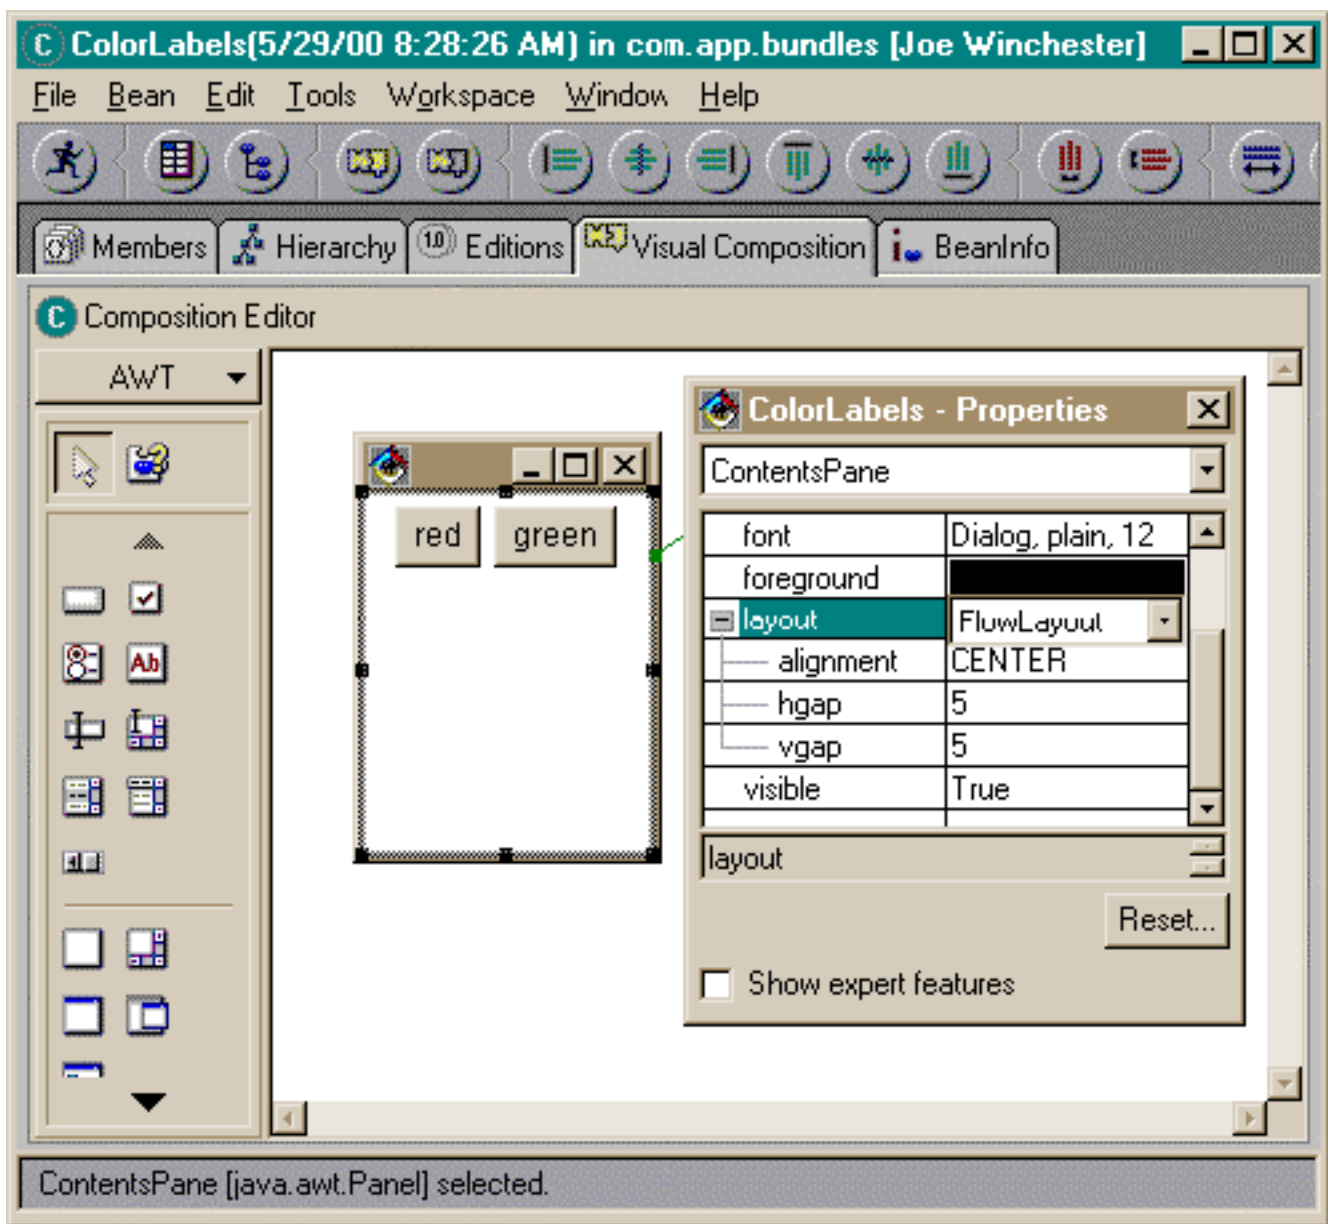 C ColorLabels(5/29/00 8:28:26 AM) in com.app.bundles [Joe Winchester]
File Bean Edit Tools Workspace Window Help
Members Hierarchy 1.0 Editions Visual Composition BeanInfo
C Composition Editor
AWT
ColorLabels - Properties
ContentsPane
red green
font Dialog, plain, 12
foreground
layout FlowLayout
alignment CENTER
hgap 5
vgap 5
visible True
Ab
layout
Reset...
Show expert features
ContentsPane [java.awt.Panel] selected.